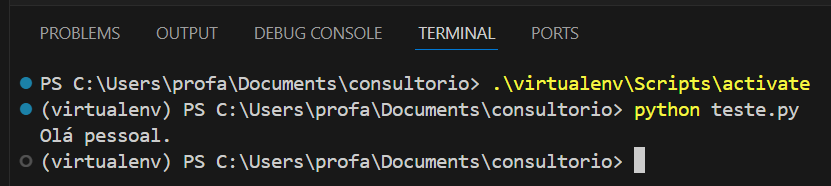 PROBLEMS OUTPUT DEBUG CONSOLE TERMINAL PORTS
PS C:\Users\profa\Documents\consultorio> .\virtualenv\Scripts\activate
(virtualenv) PS C:\Users\profa\Documents\consultorio> python teste.py
Olá pessoal.
(virtualenv) PS C:\Users\profa\Documents\consultorio>